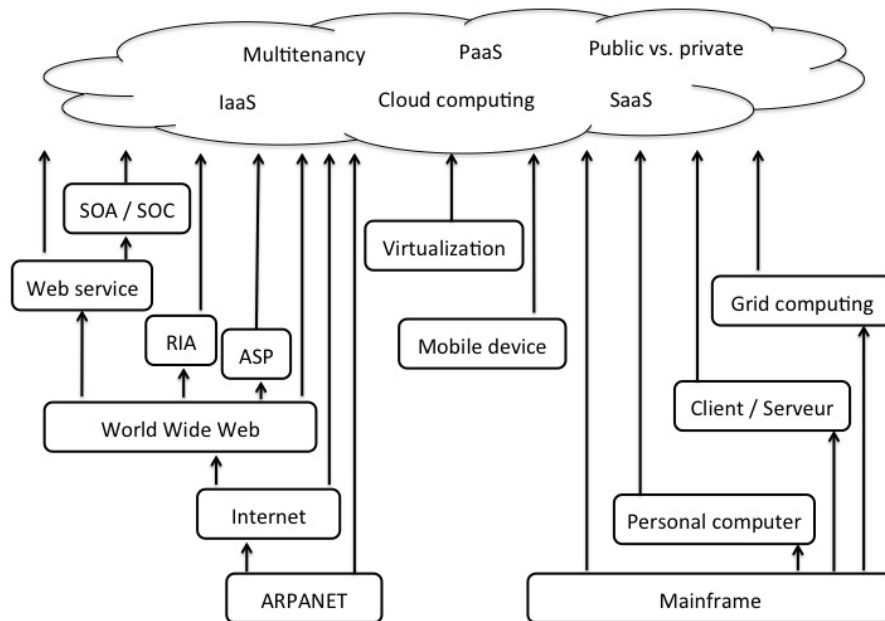 Multitenancy
PaaS
Public vs. private
IaaS
Cloud computing
SaaS
SOA / SOC
Virtualization
Web service
Grid computing
RIA
ASP
Mobile device
Client / Serveur
World Wide Web
Internet
Personal computer
ARPANET
Mainframe